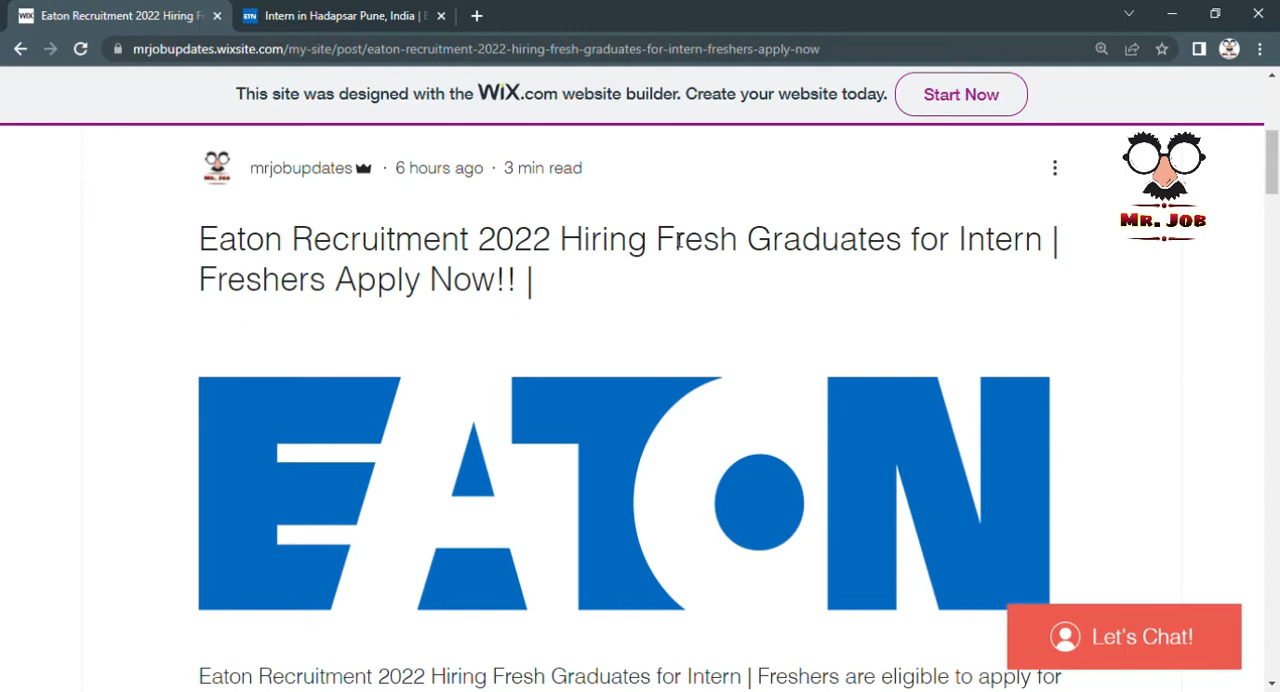 Eaton Recruitment 2022 Hiring F
Intern in Hadapsar Pune, India | E
mrjobupdates.wixsite.com/my-site/post/eaton-recruitment-2022-hiring-fresh-graduates-for-intern-freshers-apply-now
This site was designed with the WIX.com website builder. Create your website today.
Start Now
mrjobupdates · 6 hours ago · 3 min read
MR. JOB
MR. JOB
Eaton Recruitment 2022 Hiring Fresh Graduates for Intern |
Freshers Apply Now!! |
EATON
Let's Chat!
Eaton Recruitment 2022 Hiring Fresh Graduates for Intern | Freshers are eligible to apply for